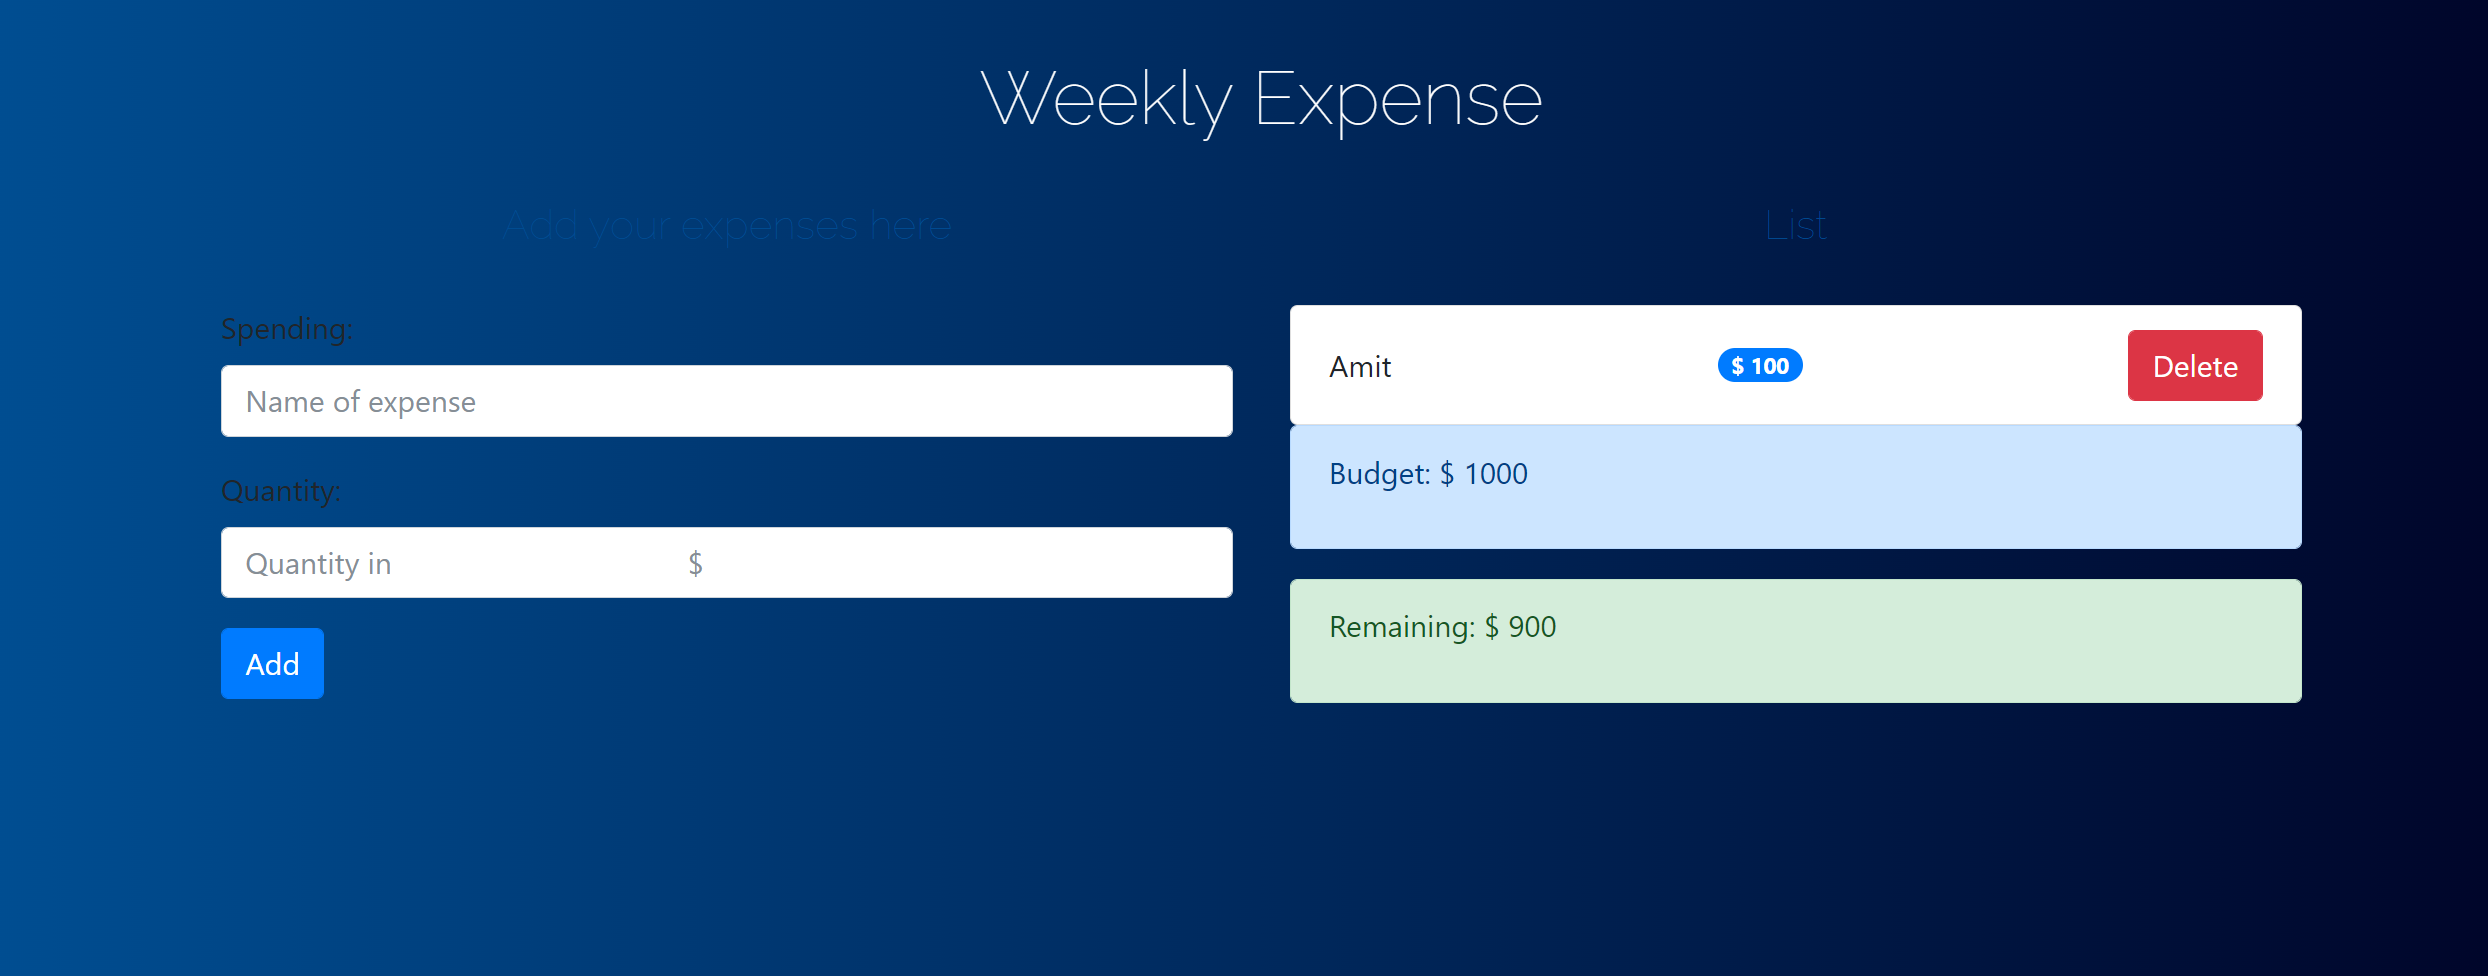 Weekly Expense
Add your expenses here
Spending:
Name of expense
Quantity:
Quantity in $
Add
List
Amit $ 100 Delete
Budget: $ 1000
Remaining: $ 900